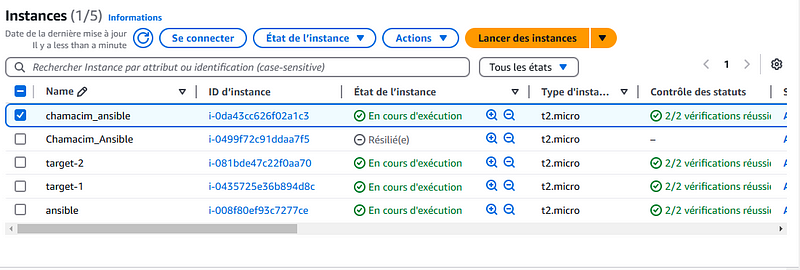 Instances (1/5) Informations
Date de la dernière mise à jour
Il y a less than a minute
Se connecter État de l'instance Actions Lancer des instances
Rechercher Instance par attribut ou identification (case-sensitive) Tous les états 1
Name ID d'instance État de l'instance Type d'insta... Contrôle des statuts
chamacim_ansible i-0da43cc626f02a1c3 En cours d'exécution t2.micro 2/2 vérifications réussi
Chamacim_Ansible i-0499f72c91ddaa7f5 Résilié(e) t2.micro –
target-2 i-081bde47c22f0aa70 En cours d'exécution t2.micro 2/2 vérifications réussi
target-1 i-0435725e36b894d8c En cours d'exécution t2.micro 2/2 vérifications réussi
ansible i-008f80ef93c7277ce En cours d'exécution t2.micro 2/2 vérifications réussi